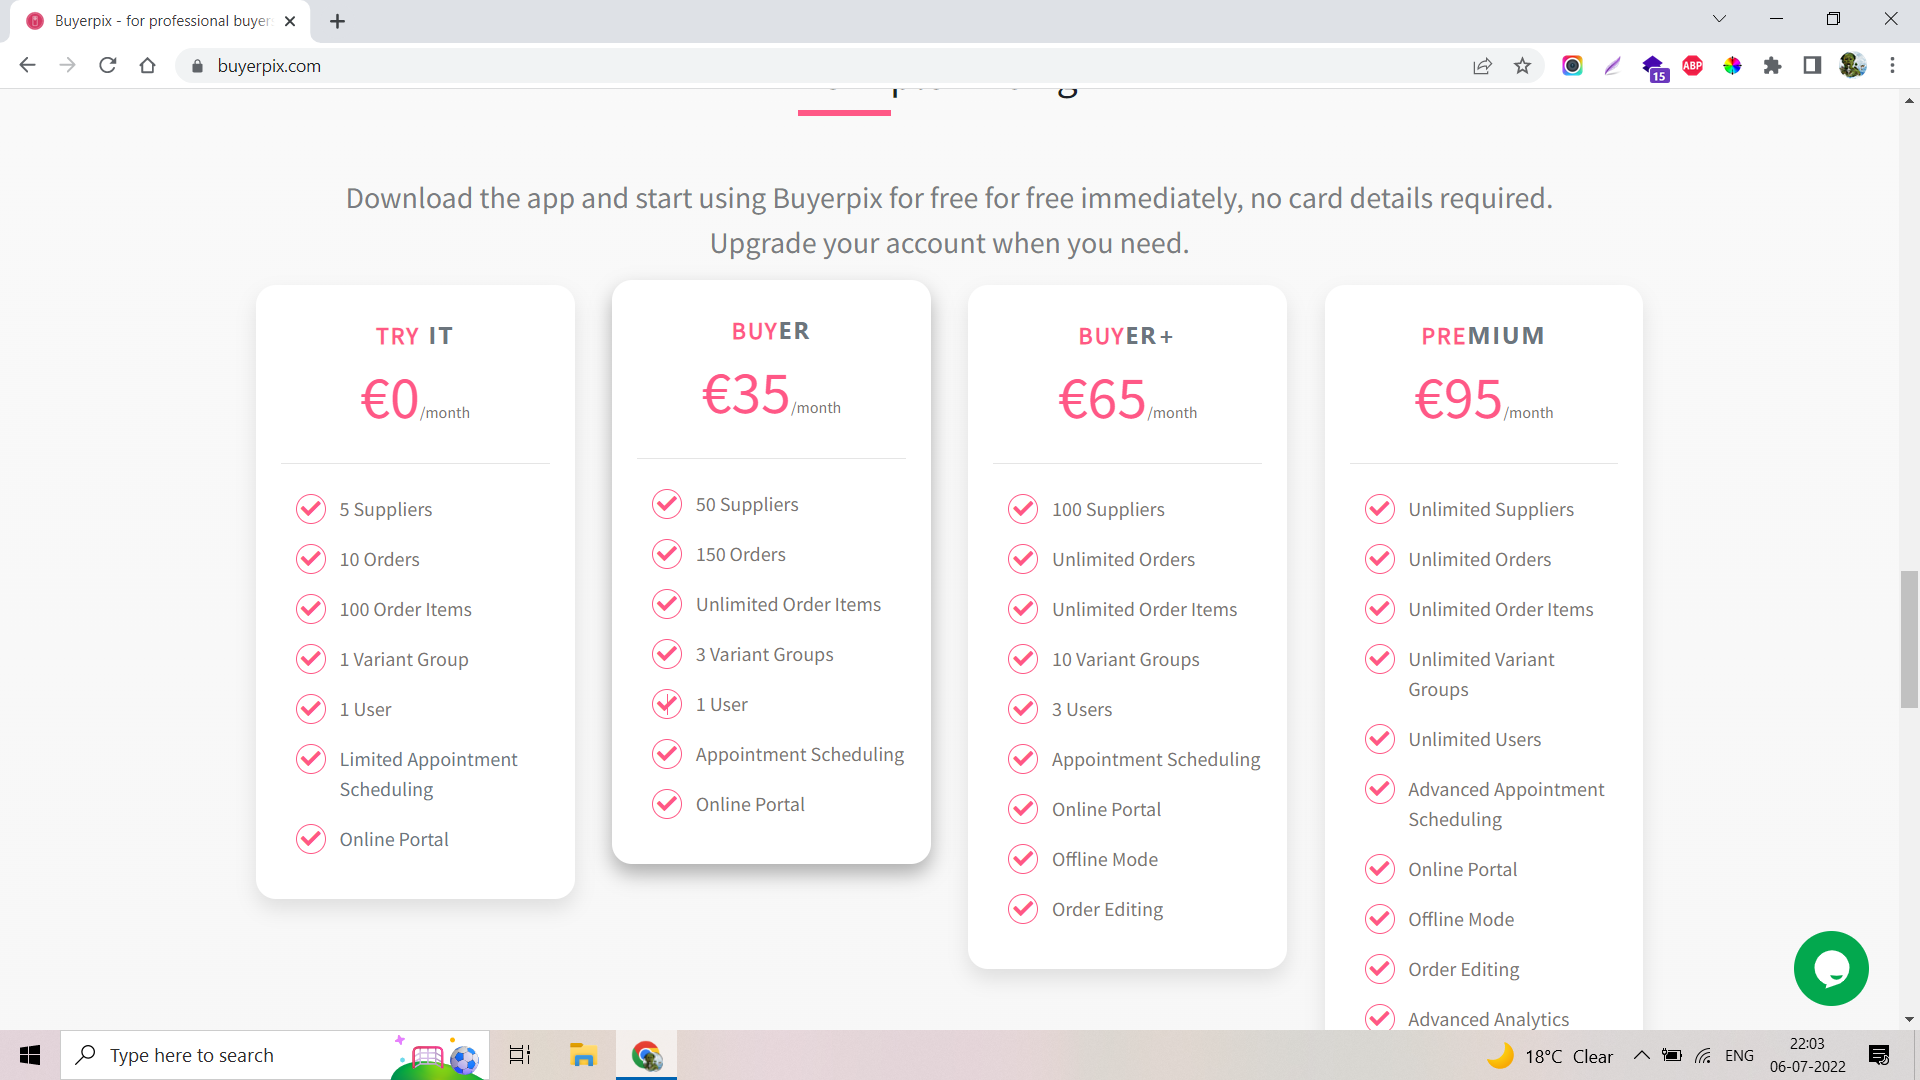 Buyerpix - for professional buyer
buyerpix.com
15
ABP
Download the app and start using Buyerpix for free for free immediately, no card details required.
Upgrade your account when you need.
TRY IT
€0/month
5 Suppliers
10 Orders
100 Order Items
1 Variant Group
1 User
Limited Appointment
Scheduling
Online Portal
BUYER
€35/month
50 Suppliers
150 Orders
Unlimited Order Items
3 Variant Groups
1 User
Appointment Scheduling
Online Portal
BUYER+
€65/month
100 Suppliers
Unlimited Orders
Unlimited Order Items
10 Variant Groups
3 Users
Appointment Scheduling
Online Portal
Offline Mode
Order Editing
PREMIUM
€95/month
Unlimited Suppliers
Unlimited Orders
Unlimited Order Items
Unlimited Variant
Groups
Unlimited Users
Advanced Appointment
Scheduling
Online Portal
Offline Mode
Order Editing
Advanced Analytics
Type here to search
18°C Clear
ENG
22:03
06-07-2022